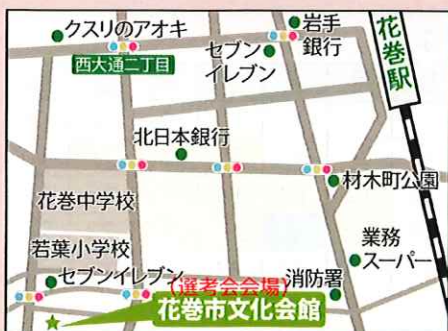 クスリのアオキ
岩手
銀行
花巻駅
セブン
イレブン
西大通二丁目
北日本銀行
材木町公園
花巻中学校
業務
スーパー
若葉小学校
セブンイレブン
(選考会会場)
消防署
花巻市文化会館